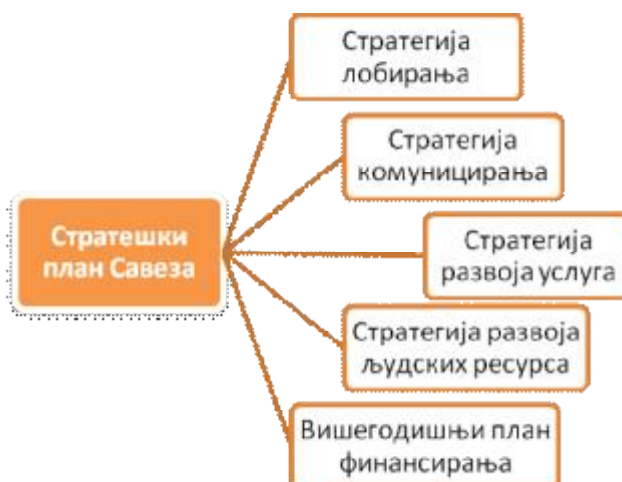 Стратегија
лобирања
Стратегија
комуницирања
Стратешки
план Савеза
Стратегија
развоја услуга
Стратегија развоја
људских ресурса
Вишегодишњи план
финансирања